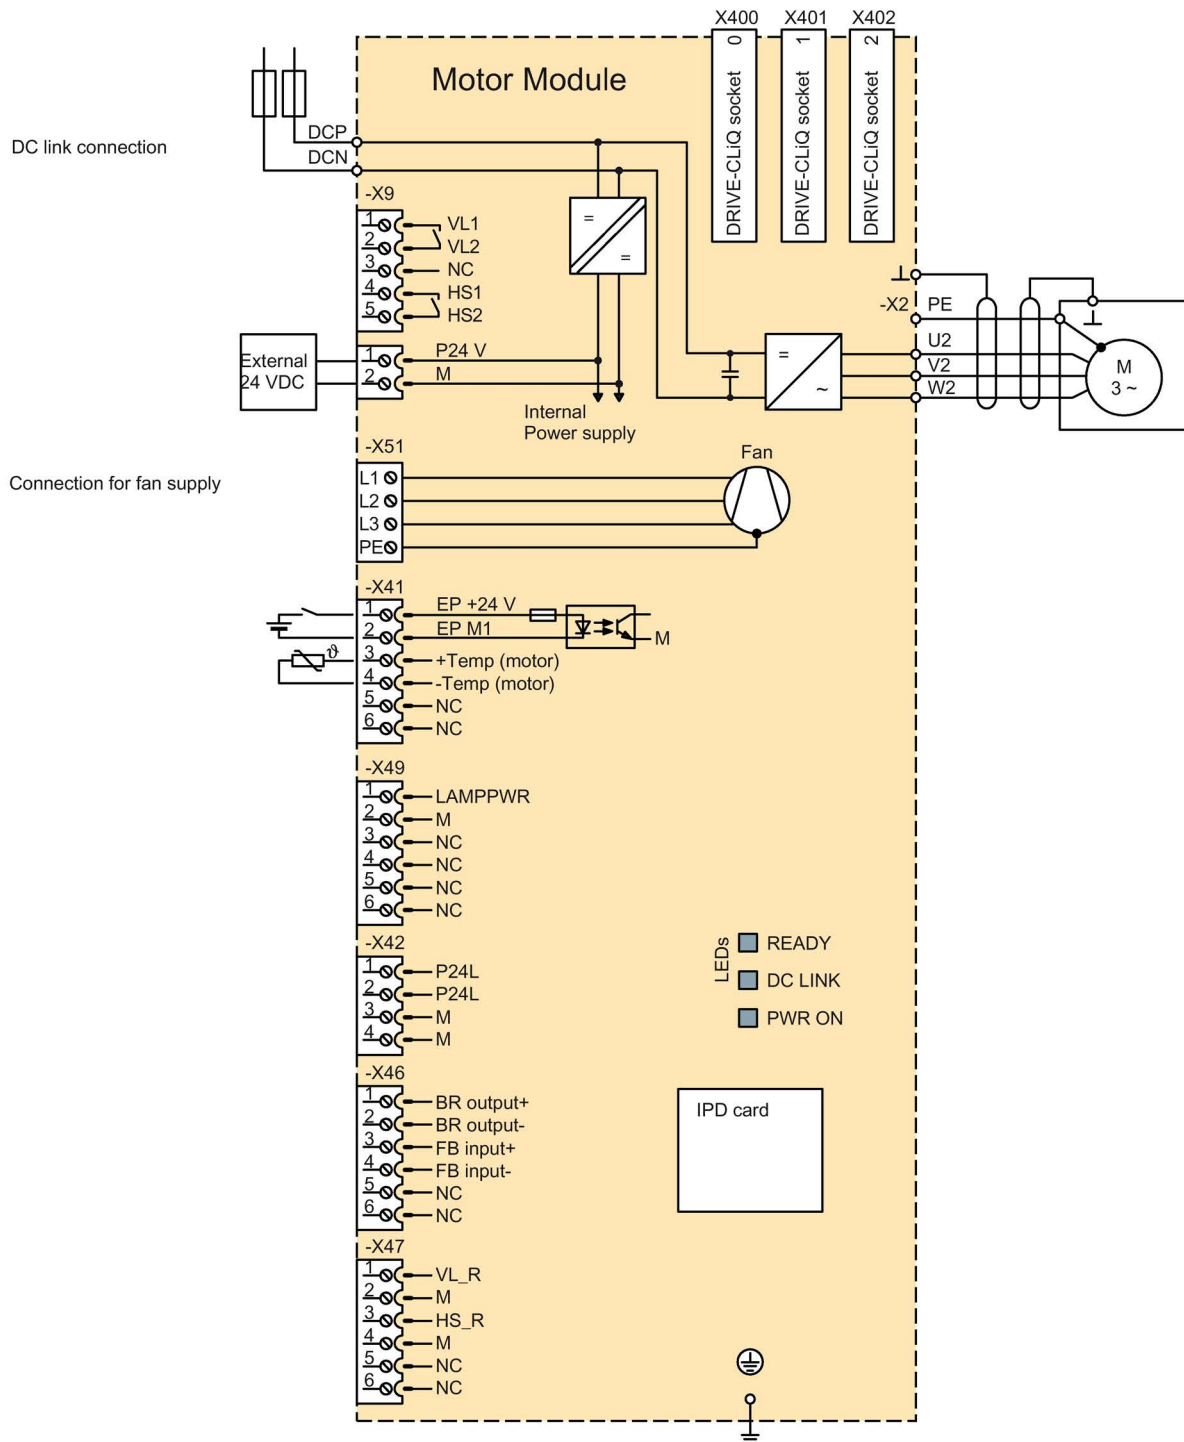 X400
X401
X402
0
1
2
DRIVE-CLiQ socket
DRIVE-CLiQ socket
DRIVE-CLiQ socket
Motor Module
DC link connection
DCP
DCN
-X9
1 VL1
2 VL2
3 NC
4 HS1
5 HS2
=
=
External
24 VDC
1 P24 V
2 M
Internal
Power supply
=
~
-X2 PE
U2
V2
W2
M
3 ~
-X51
Connection for fan supply
L1
L2
L3
PE
Fan
-X41
1 EP +24 V
2 EP M1
M
ϑ
3 +Temp (motor)
4 -Temp (motor)
5 NC
6 NC
-X49
1 LAMPPWR
2 M
3 NC
4 NC
5 NC
6 NC
-X42
1 P24L
2 P24L
3 M
4 M
LEDs
READY
DC LINK
PWR ON
-X46
1 BR output+
2 BR output-
3 FB input+
4 FB input-
5 NC
6 NC
IPD card
-X47
1 VL_R
2 M
3 HS_R
4 M
5 NC
6 NC